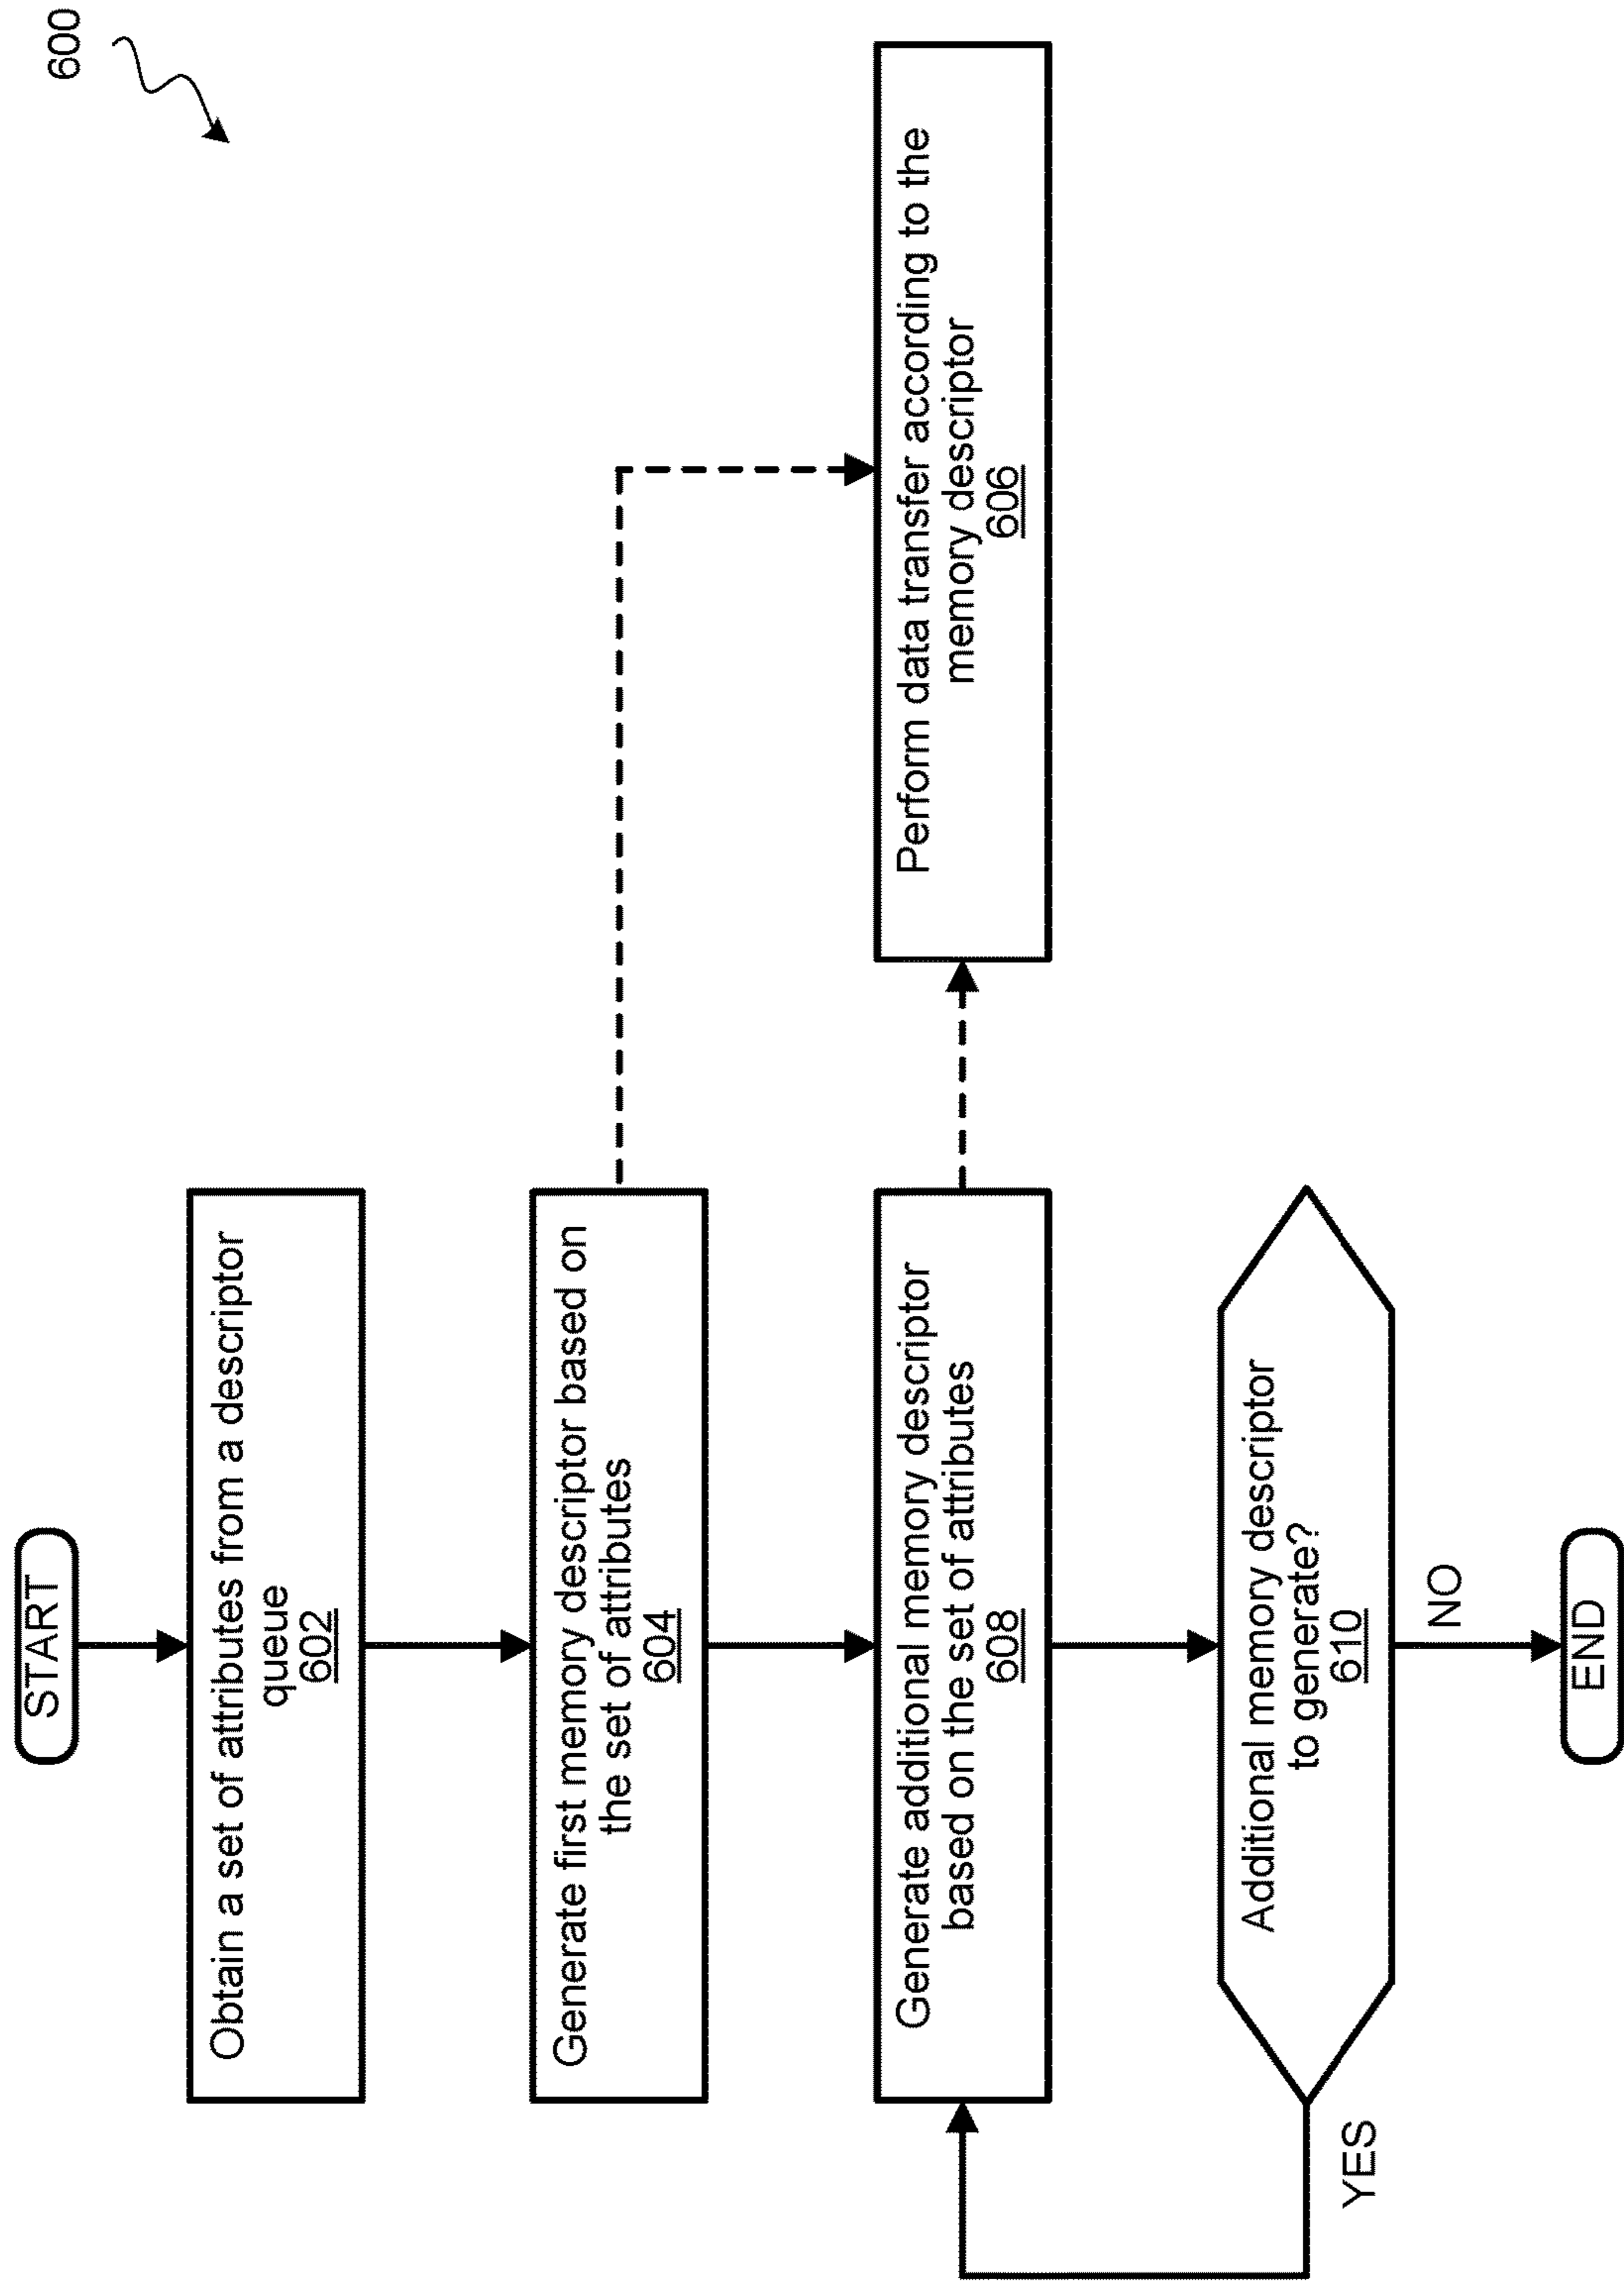 600
START
Obtain a set of attributes from a descriptor
queue
602
Generate first memory descriptor based on
the set of attributes
604
Generate additional memory descriptor
based on the set of attributes
608
Perform data transfer according to the
memory descriptor
606
Additional memory descriptor
to generate?
610
YES
NO
END